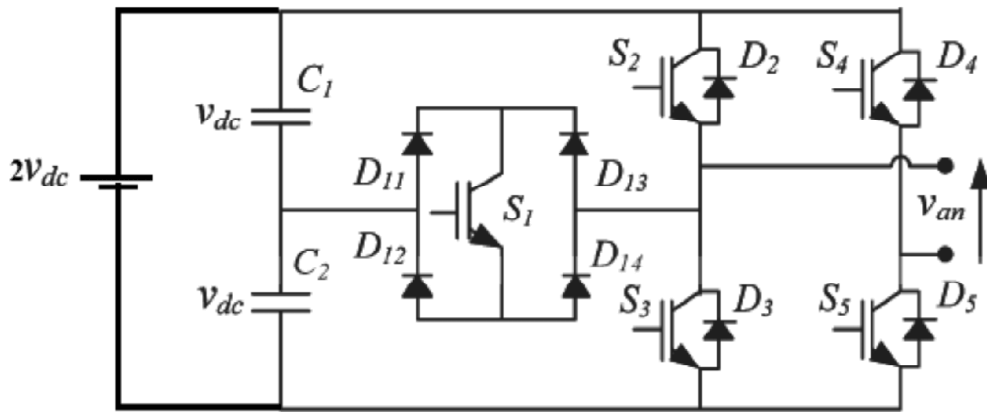 C1
vdc
2vdc
C2
vdc
D11
D12
S1
D13
D14
S2
D2
S4
D4
S3
D3
S5
D5
van